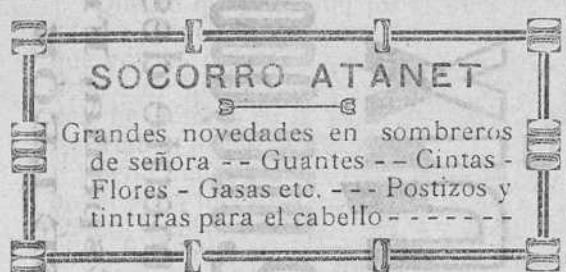 SOCORRO ATANET
Grandes novedades en sombreros
de señora - - Guantes - - Cintas -
Flores - Gasas etc. - - - Postizos y
tinturas para el cabello - - - - - - -